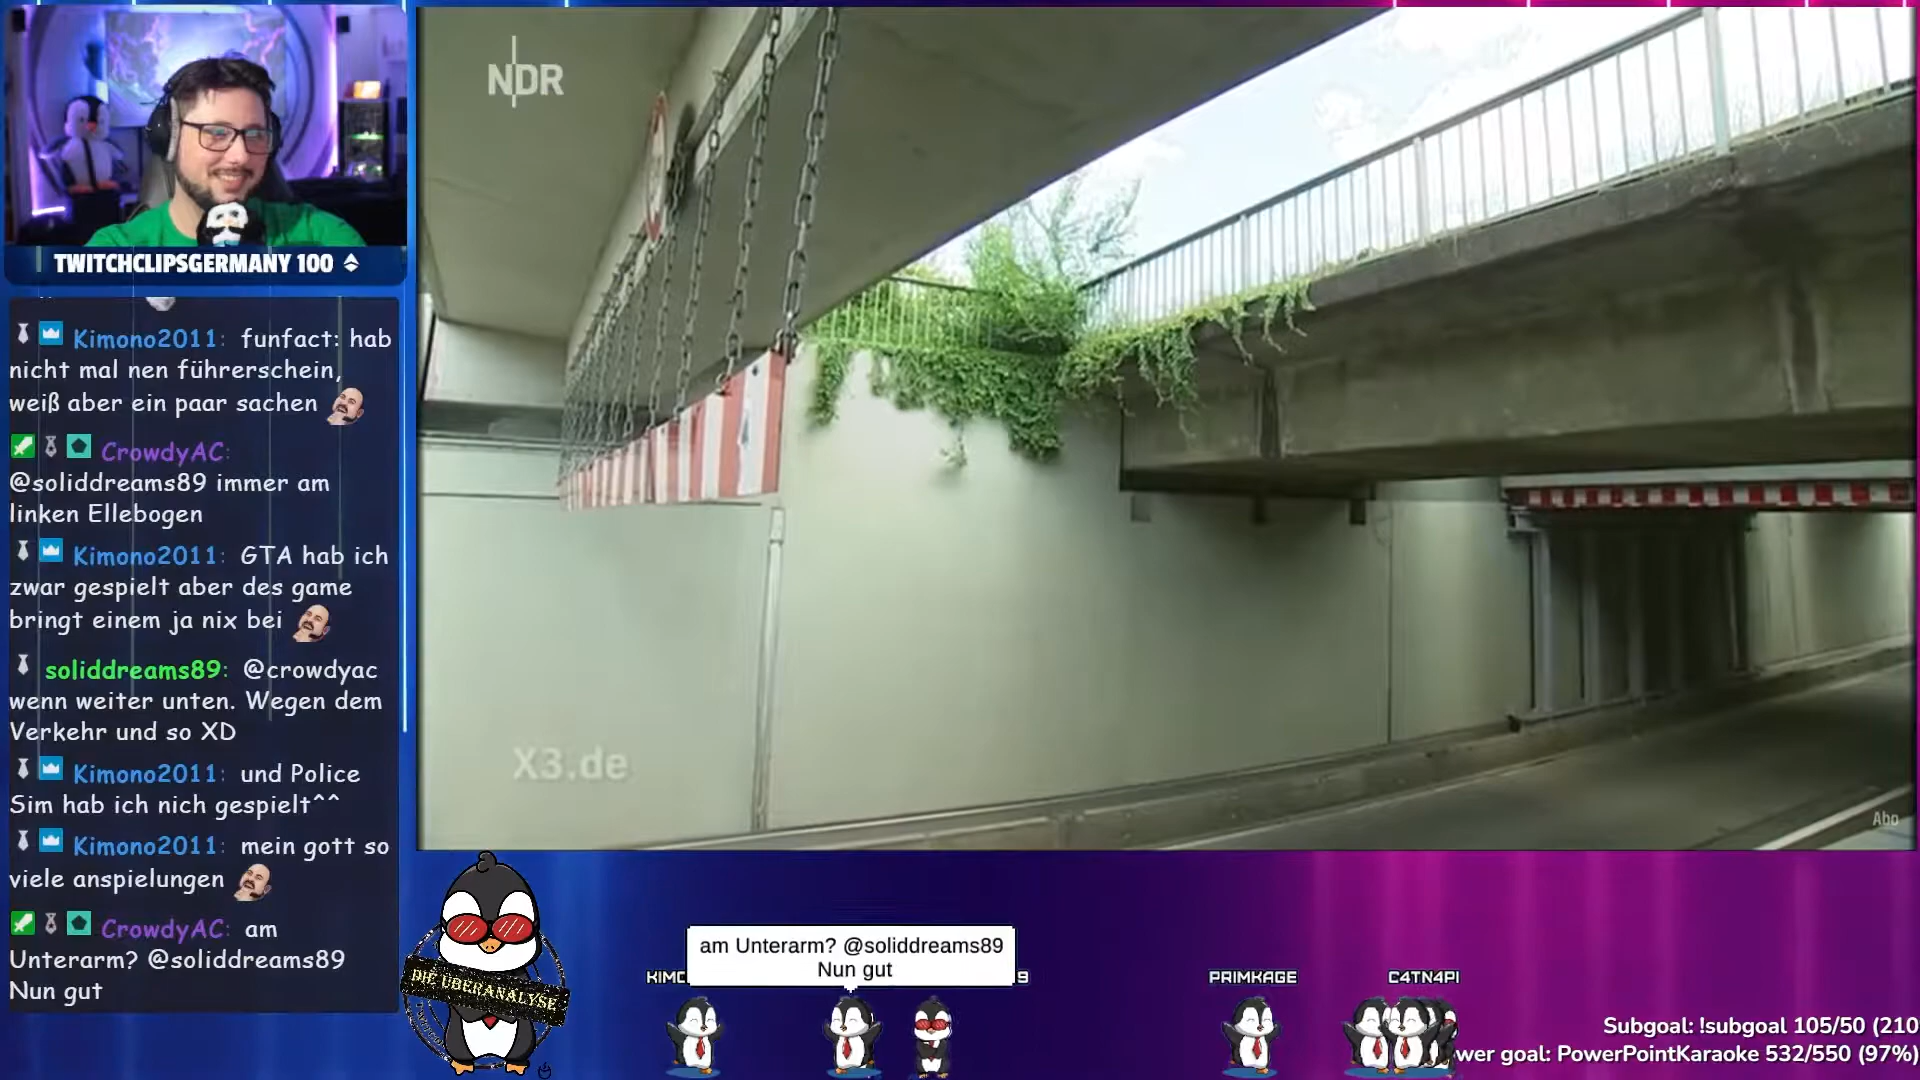 NDR
TWITCHCLIPSGERMANY 100
Kimono2011: funfact: hab
nicht mal nen führerschein,
weiß aber ein paar sachen
CrowdyAC:
@soliddreams89 immer am
linken Ellebogen
Kimono2011: GTA hab ich
zwar gespielt aber des game
bringt einem ja nix bei
soliddreams89: @crowdyac
wenn weiter unten. Wegen dem
Verkehr und so XD
Kimono2011: und Police
Sim hab ich nich gespielt^^
Kimono2011: mein gott so
viele anspielungen
CrowdyAC: am
Unterarm? @soliddreams89
Nun gut
X3.de
Abo
DIE ÜBERANALYSE
am Unterarm? @soliddreams89
Nun gut
KIMO
9
PRIMKAGE
C4TN4PI
Subgoal: !subgoal 105/50 (210
wer goal: PowerPointKaraoke 532/550 (97%)